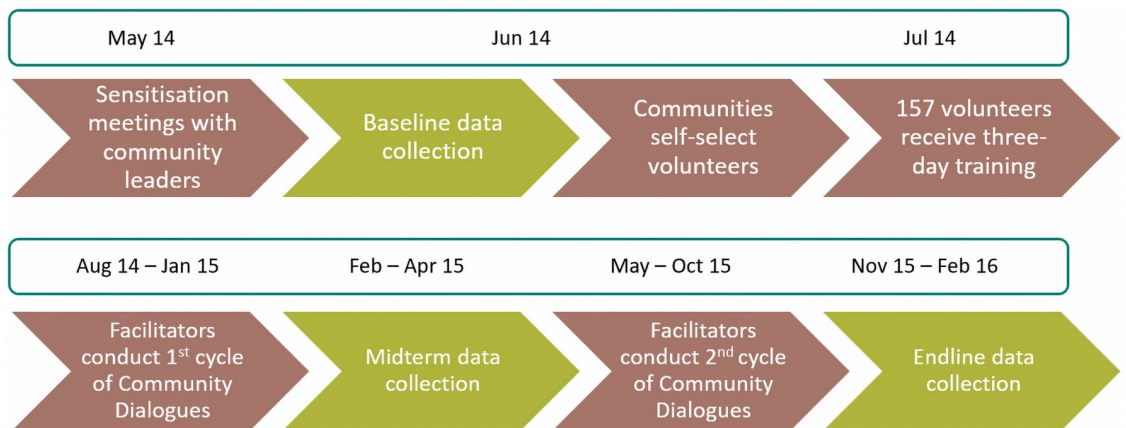 May 14 Jun 14 Jul 14
Sensitisation
meetings with
community
leaders
Baseline data
collection
Communities
self-select
volunteers
157 volunteers
receive three-
day training
Aug 14 – Jan 15 Feb – Apr 15 May – Oct 15 Nov 15 – Feb 16
Facilitators
conduct 1st cycle
of Community
Dialogues
Midterm data
collection
Facilitators
conduct 2nd cycle
of Community
Dialogues
Endline data
collection